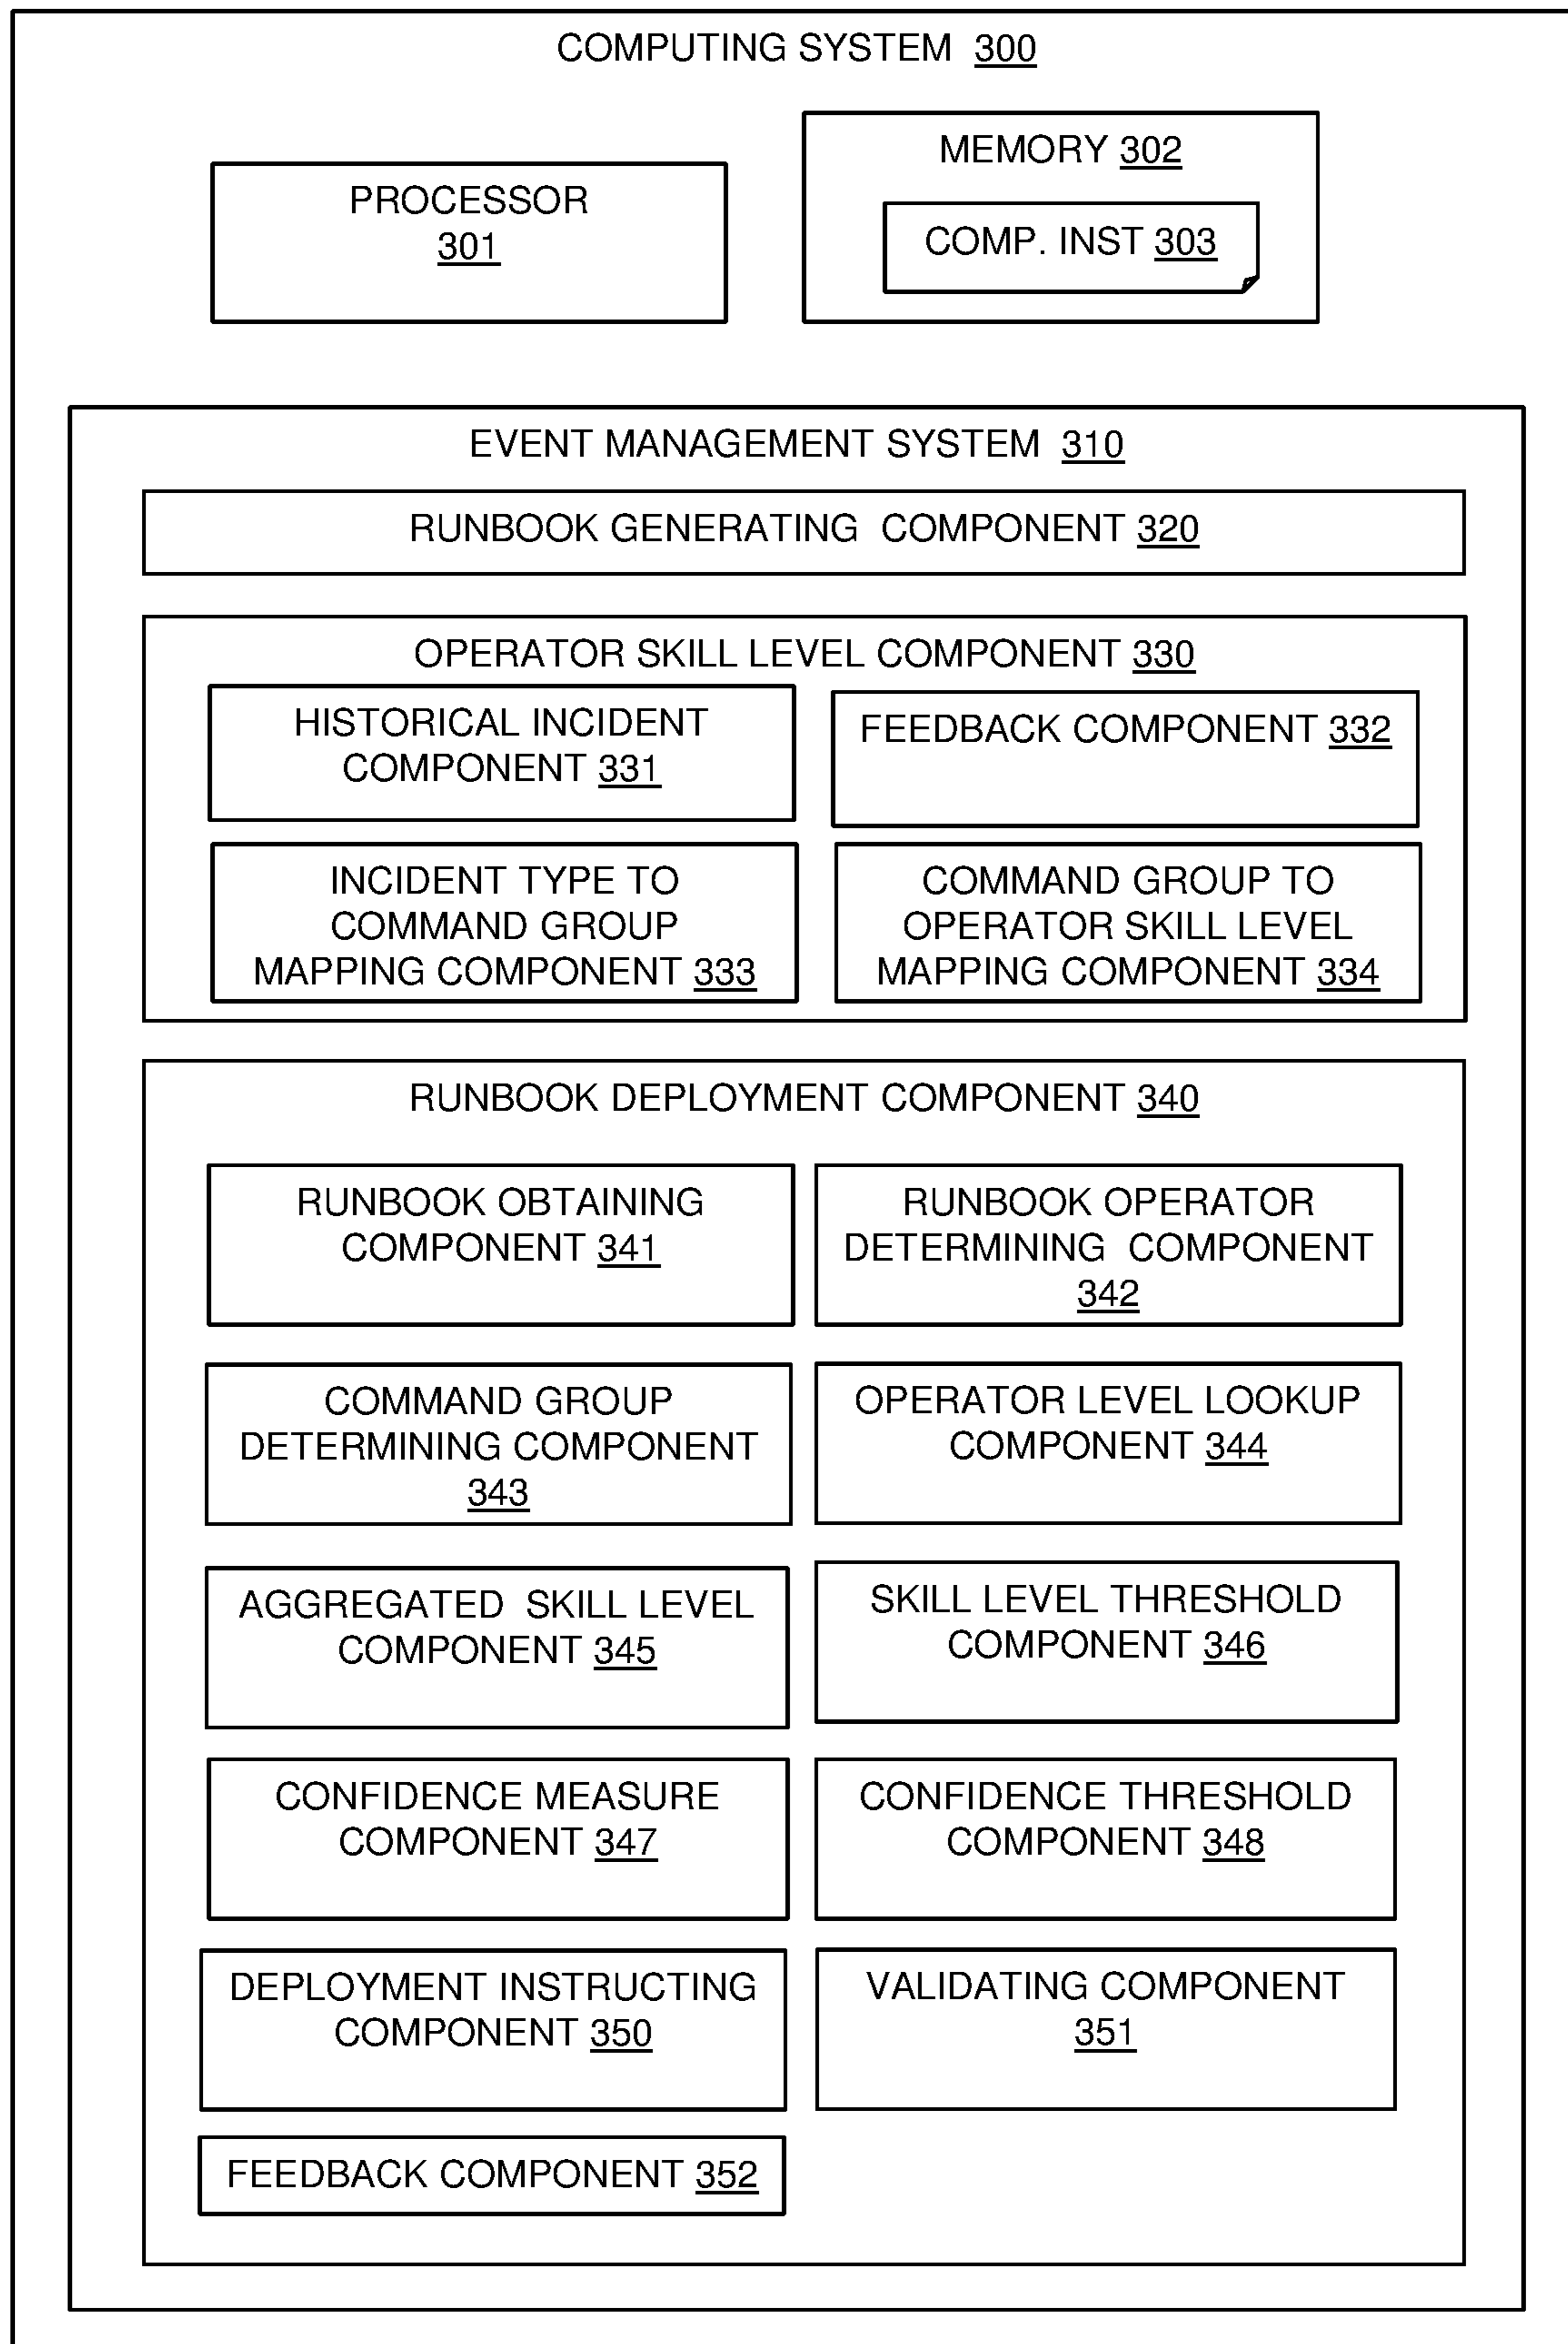 COMPUTING SYSTEM 300
PROCESSOR
301
MEMORY 302
COMP. INST 303
EVENT MANAGEMENT SYSTEM 310
RUNBOOK GENERATING COMPONENT 320
OPERATOR SKILL LEVEL COMPONENT 330
HISTORICAL INCIDENT
COMPONENT 331
FEEDBACK COMPONENT 332
INCIDENT TYPE TO
COMMAND GROUP
MAPPING COMPONENT 333
COMMAND GROUP TO
OPERATOR SKILL LEVEL
MAPPING COMPONENT 334
RUNBOOK DEPLOYMENT COMPONENT 340
RUNBOOK OBTAINING
COMPONENT 341
RUNBOOK OPERATOR
DETERMINING COMPONENT
342
COMMAND GROUP
DETERMINING COMPONENT
343
OPERATOR LEVEL LOOKUP
COMPONENT 344
AGGREGATED SKILL LEVEL
COMPONENT 345
SKILL LEVEL THRESHOLD
COMPONENT 346
CONFIDENCE MEASURE
COMPONENT 347
CONFIDENCE THRESHOLD
COMPONENT 348
DEPLOYMENT INSTRUCTING
COMPONENT 350
VALIDATING COMPONENT
351
FEEDBACK COMPONENT 352